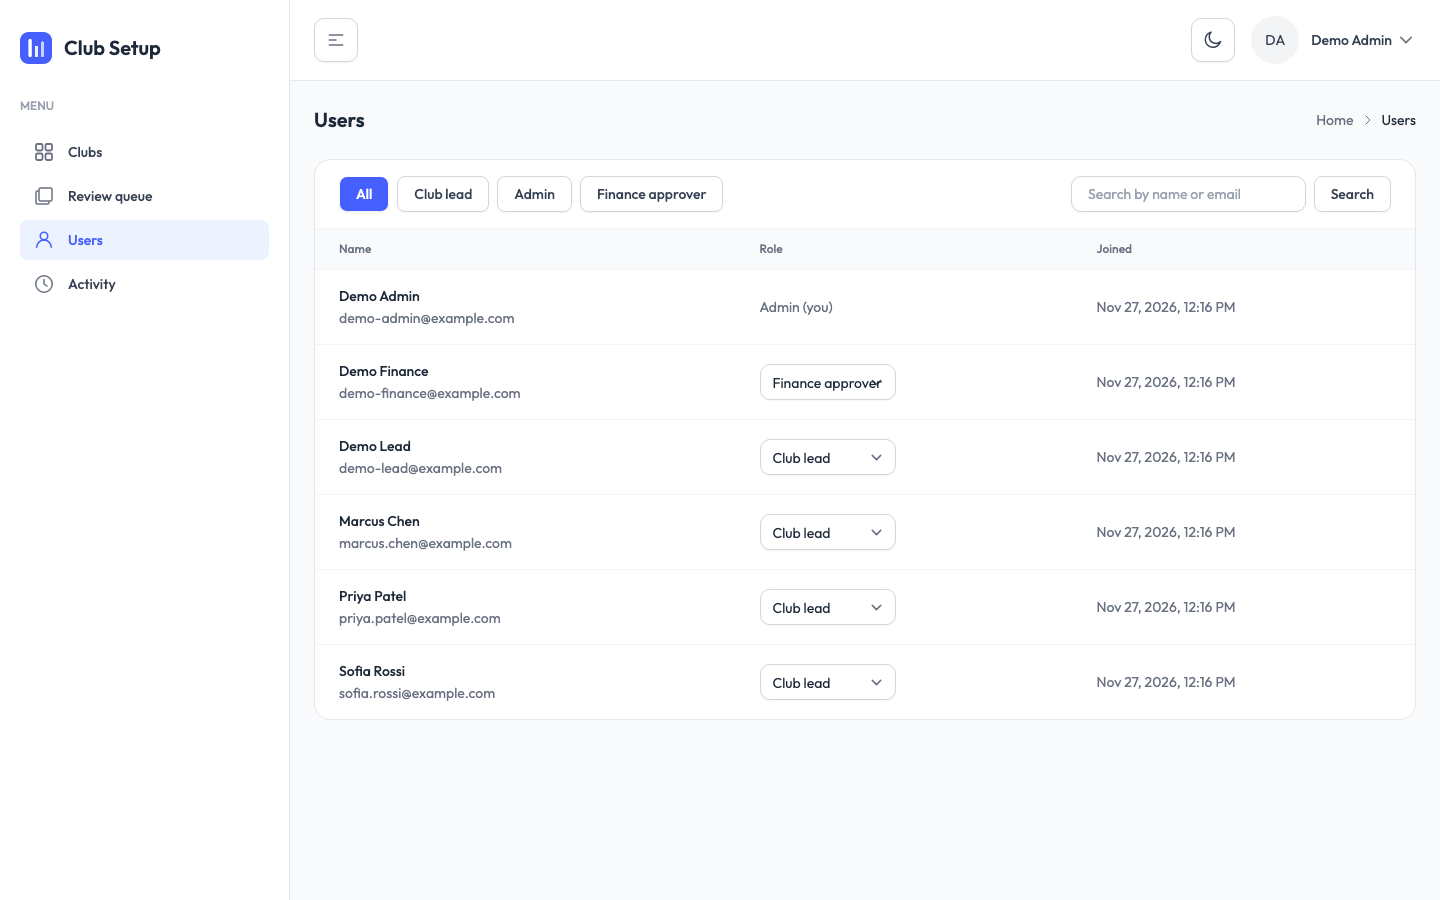 Club Setup
MENU
Clubs
Review queue
Users
Activity
DA
Demo Admin
Users
Home
Users
All
Club lead
Admin
Finance approver
Search by name or email
Search
Name
Role
Joined
Demo Admin
demo-admin@example.com
Admin (you)
Nov 27, 2026, 12:16 PM
Demo Finance
demo-finance@example.com
Finance approver
Nov 27, 2026, 12:16 PM
Demo Lead
demo-lead@example.com
Club lead
Nov 27, 2026, 12:16 PM
Marcus Chen
marcus.chen@example.com
Club lead
Nov 27, 2026, 12:16 PM
Priya Patel
priya.patel@example.com
Club lead
Nov 27, 2026, 12:16 PM
Sofia Rossi
sofia.rossi@example.com
Club lead
Nov 27, 2026, 12:16 PM